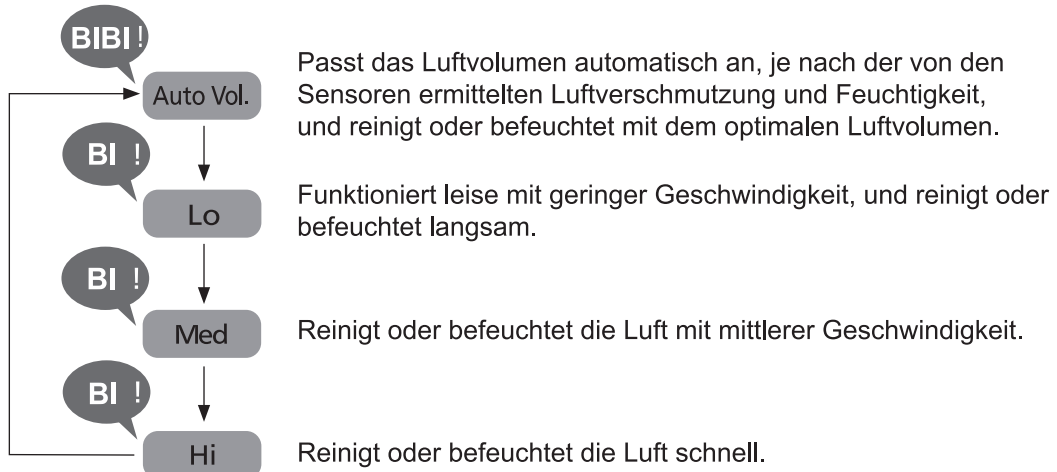 BIBI !
Auto Vol.
Passt das Luftvolumen automatisch an, je nach der von den
Sensoren ermittelten Luftverschmutzung und Feuchtigkeit,
und reinigt oder befeuchtet mit dem optimalen Luftvolumen.
BI !
Lo
Funktioniert leise mit geringer Geschwindigkeit, und reinigt oder
befeuchtet langsam.
BI !
Med
Reinigt oder befeuchtet die Luft mit mittlerer Geschwindigkeit.
BI !
Hi
Reinigt oder befeuchtet die Luft schnell.